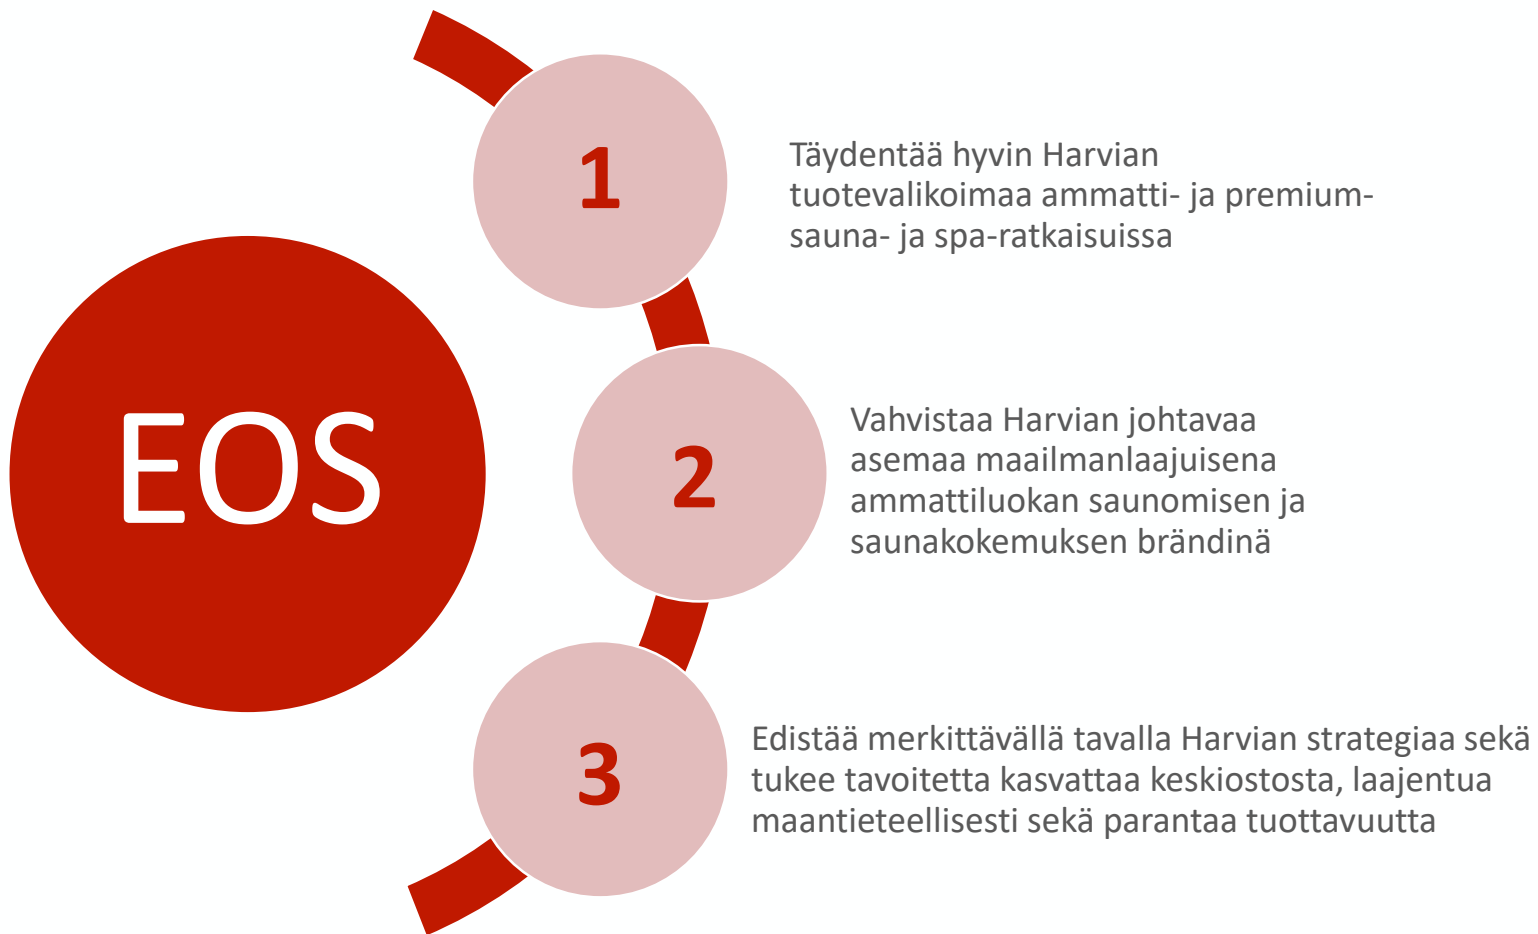 EOS
1
Täydentää hyvin Harvian
tuotevalikoimaa ammatti- ja premium-
sauna- ja spa-ratkaisuissa
2
Vahvistaa Harvian johtavaa
asemaa maailmanlaajuisena
ammattiluokan saunomisen ja
saunakokemuksen brändinä
3
Edistää merkittävällä tavalla Harvian strategiaa sekä
tukee tavoitetta kasvattaa keskiostosta, laajentua
maantieteellisesti sekä parantaa tuottavuutta